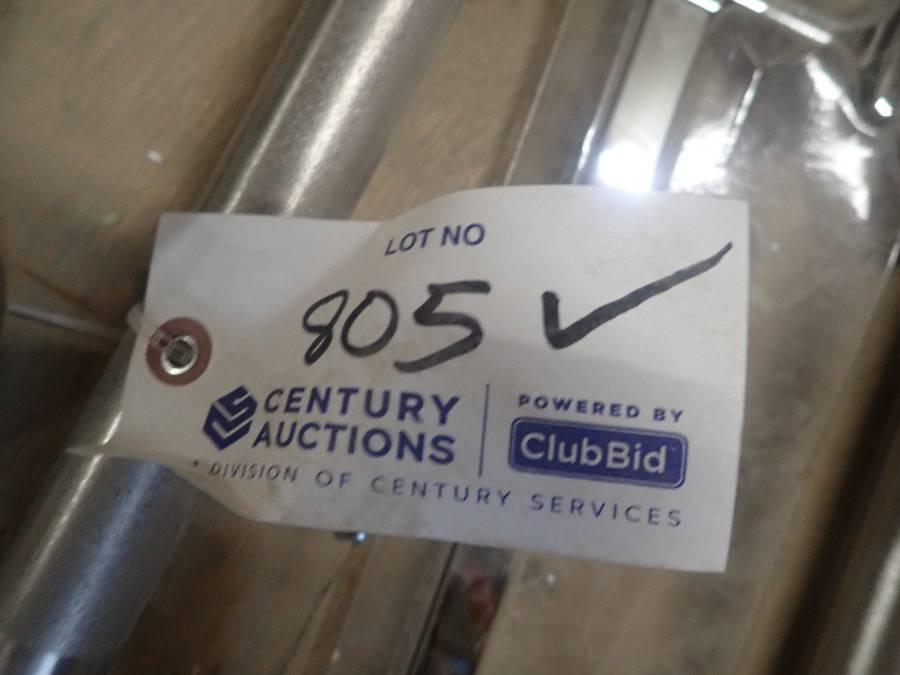 LOT NO
805 ✓
CENTURY
AUCTIONS
DIVISION OF CENTURY SERVICES
POWERED BY
ClubBid